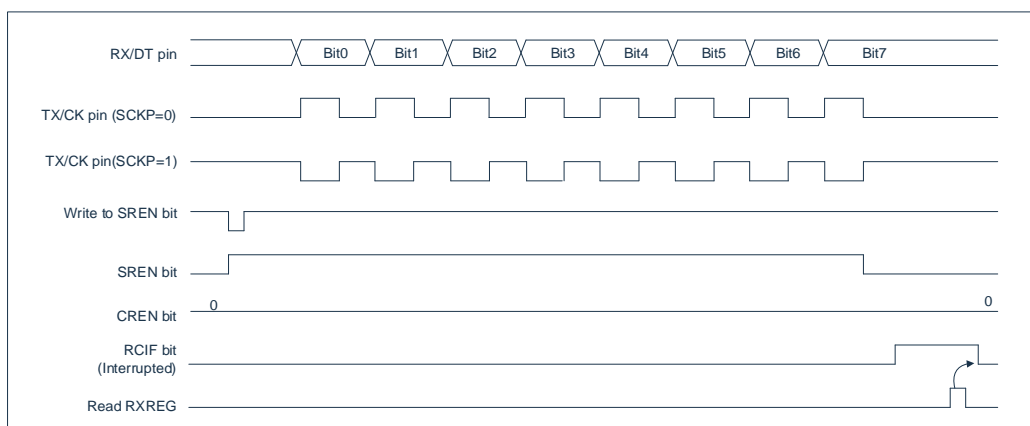 RX/DT pin
Bit0 Bit1 Bit2 Bit3 Bit4 Bit5 Bit6 Bit7
TX/CK pin (SCKP=0)
TX/CK pin(SCKP=1)
Write to SREN bit
SREN bit
0 0
CREN bit
RCIF bit
(Interrupted)
Read RXREG